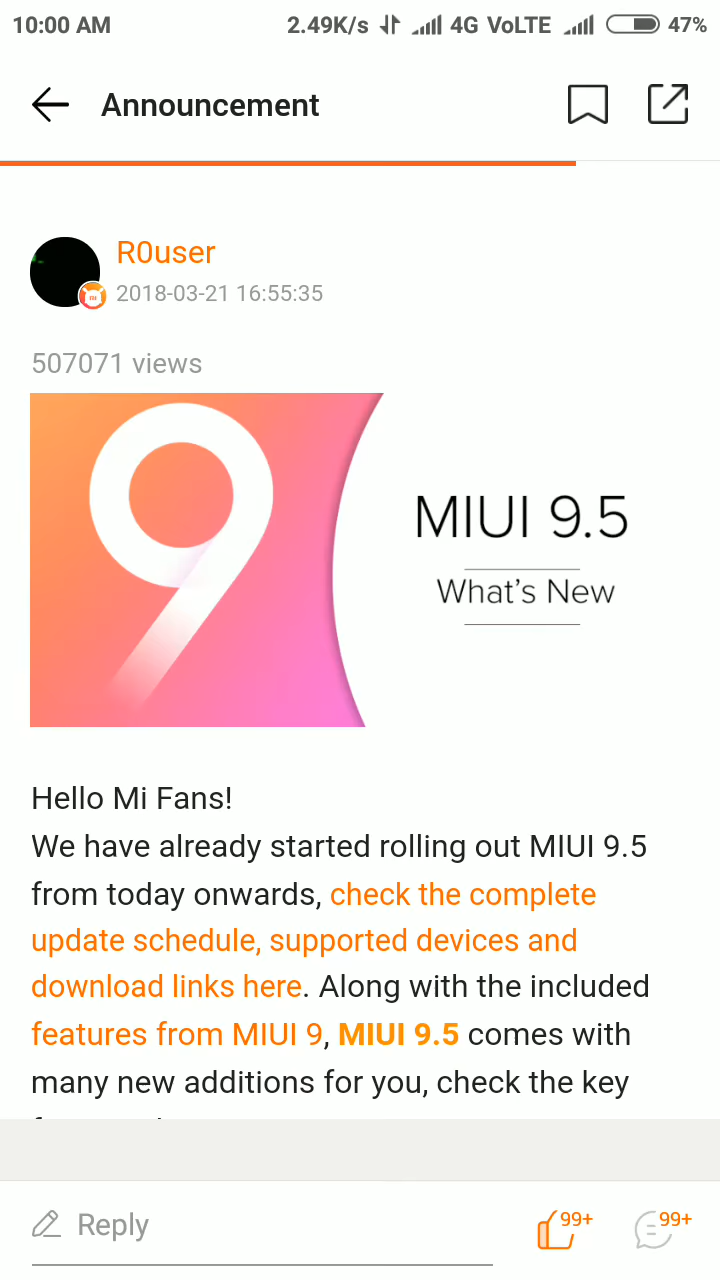 10:00 AM 2.49K/s 4G VoLTE 47%
Announcement
R0user
2018-03-21 16:55:35
507071 views
9
MIUI 9.5
What's New
Hello Mi Fans!
We have already started rolling out MIUI 9.5
from today onwards, check the complete
update schedule, supported devices and
download links here. Along with the included
features from MIUI 9, MIUI 9.5 comes with
many new additions for you, check the key
Reply 99+ 99+